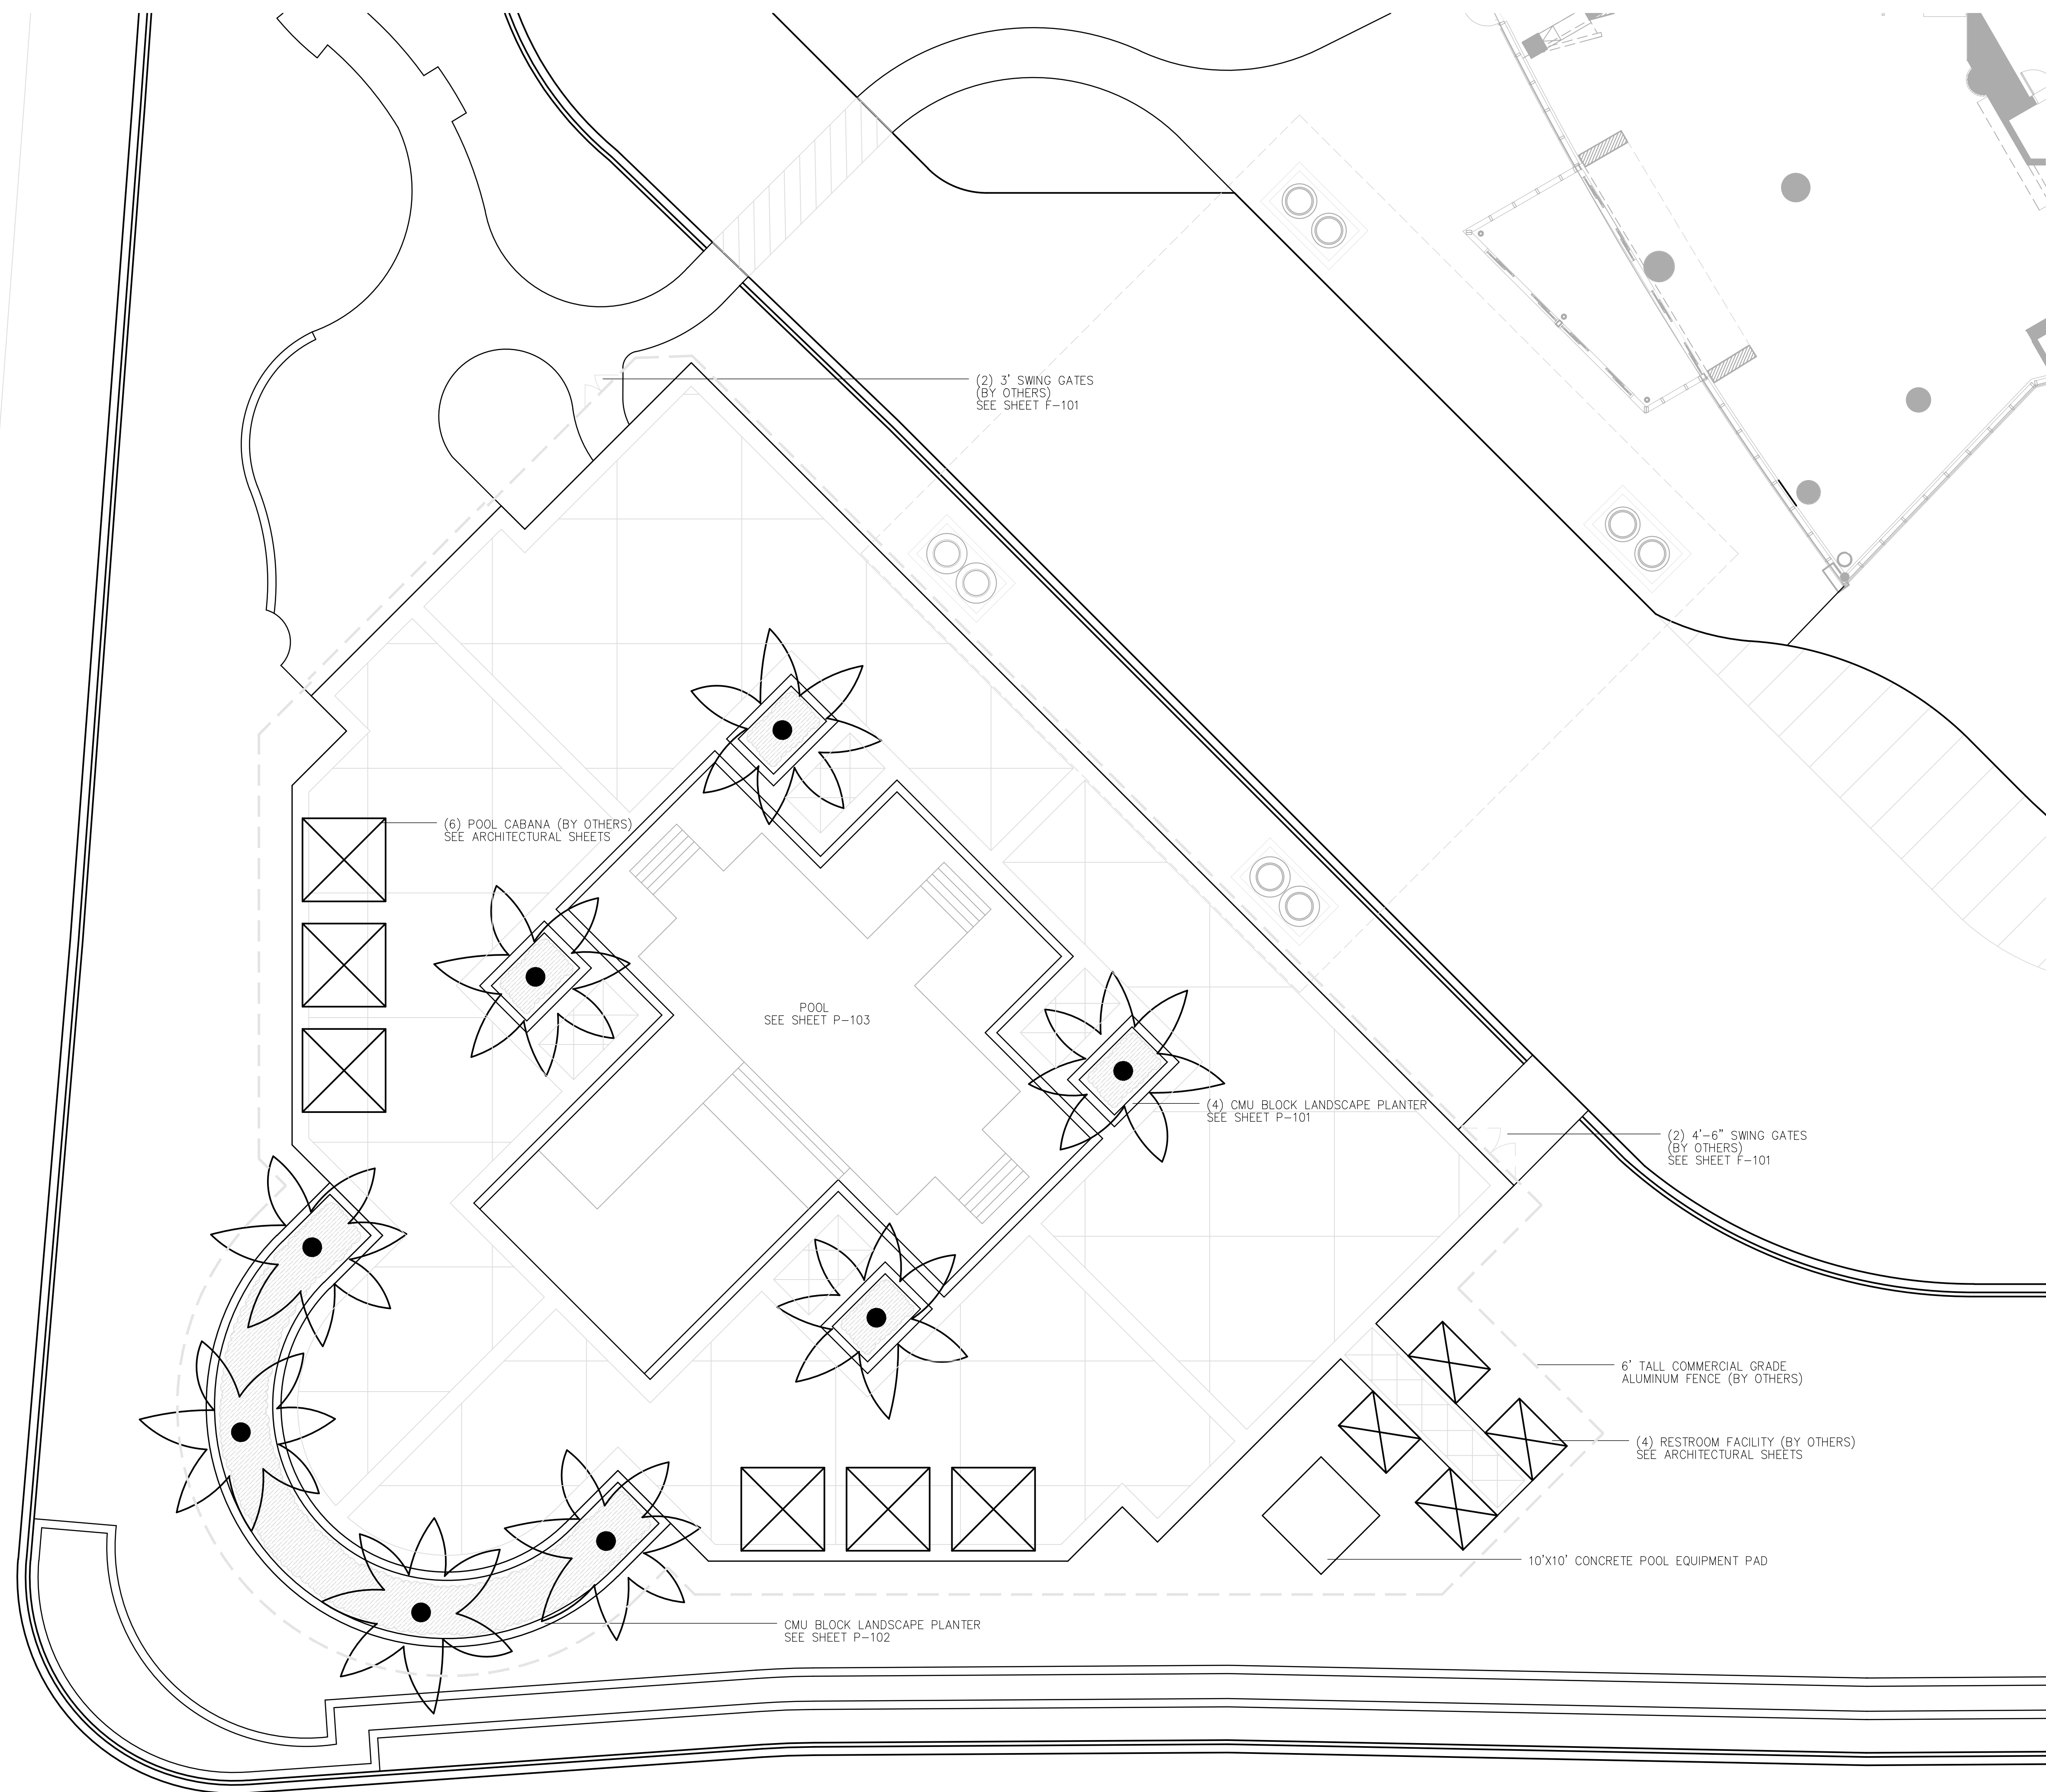 (2) 3' SWING GATES
(BY OTHERS)
SEE SHEET F-101
(6) POOL CABANA (BY OTHERS)
SEE ARCHITECTURAL SHEETS
POOL
SEE SHEET P-103
(4) CMU BLOCK LANDSCAPE PLANTER
SEE SHEET P-101
(2) 4'-6" SWING GATES
(BY OTHERS)
SEE SHEET F-101
6' TALL COMMERCIAL GRADE
ALUMINUM FENCE (BY OTHERS)
(4) RESTROOM FACILITY (BY OTHERS)
SEE ARCHITECTURAL SHEETS
10'X10' CONCRETE POOL EQUIPMENT PAD
CMU BLOCK LANDSCAPE PLANTER
SEE SHEET P-102